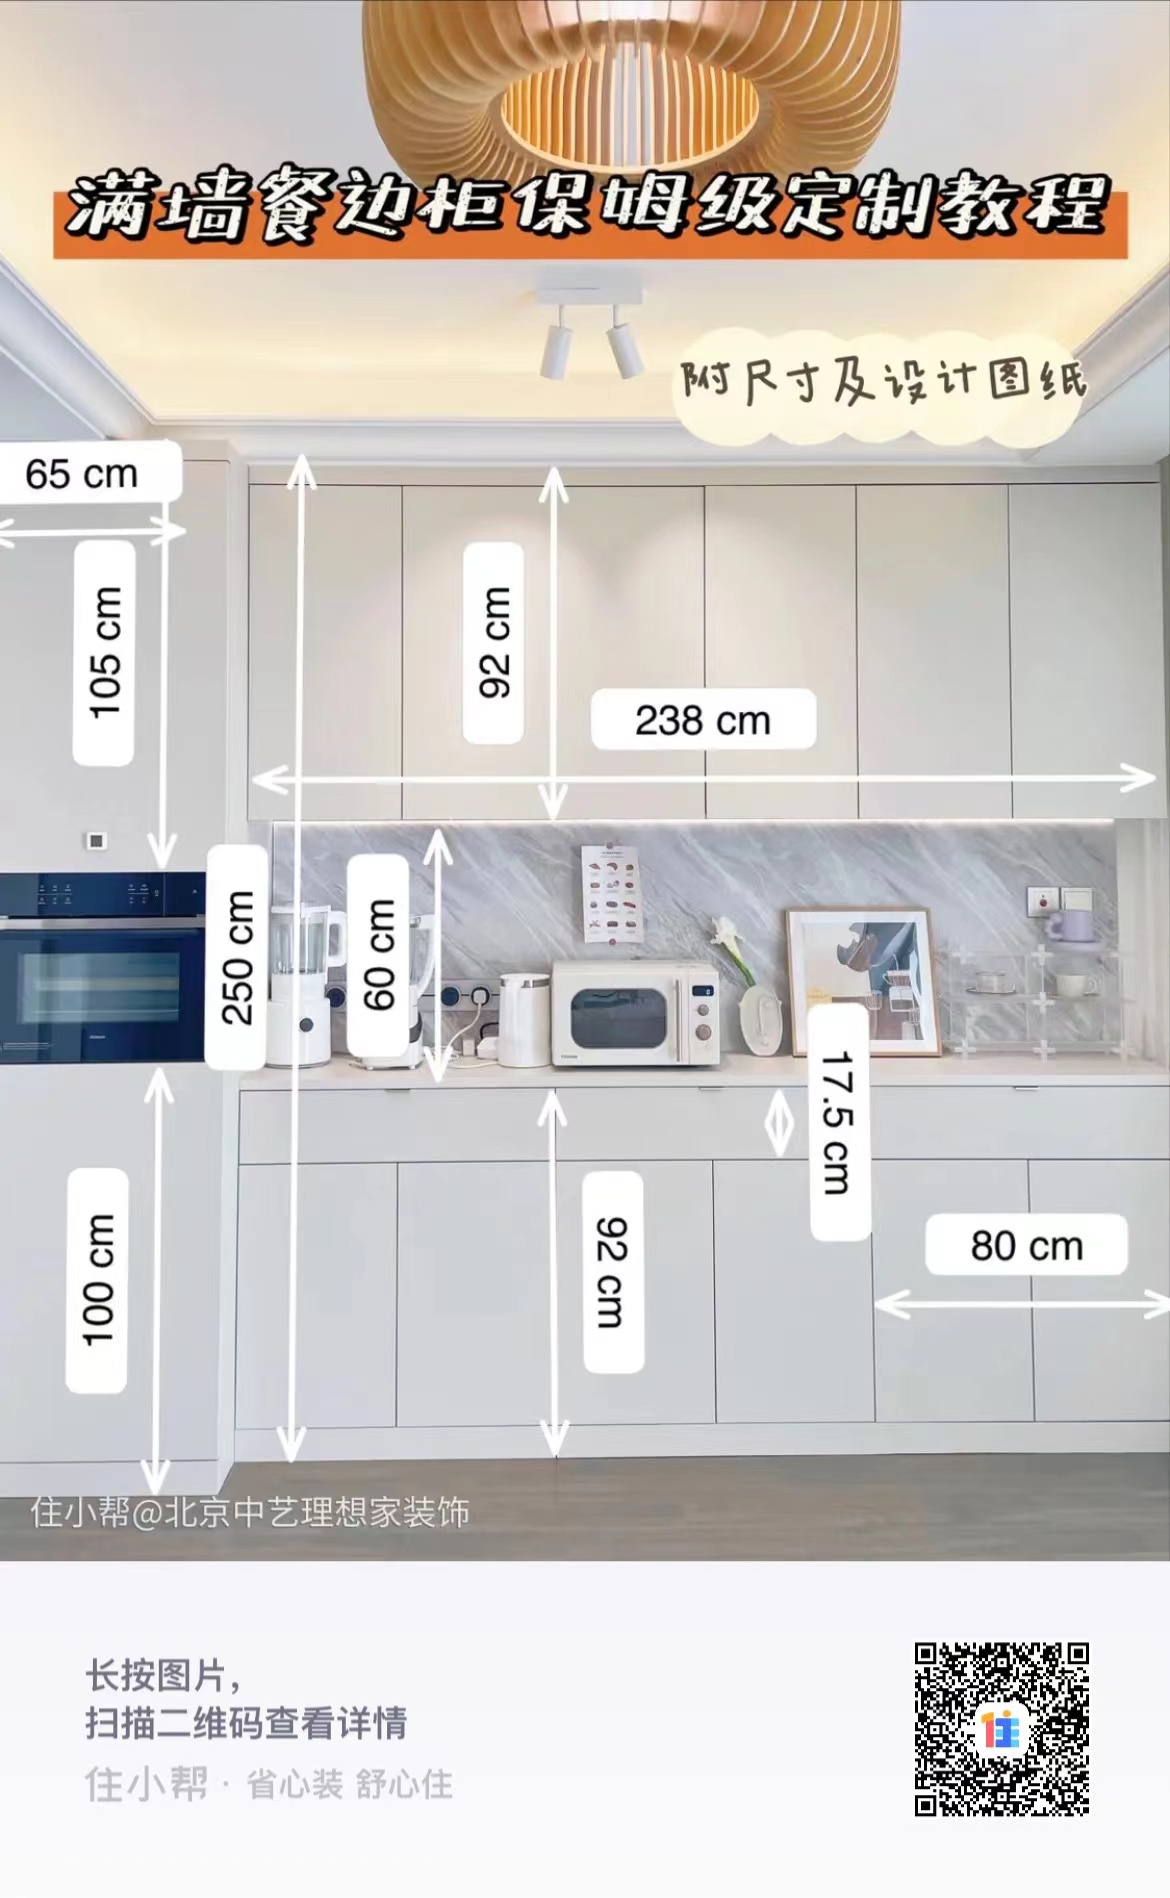 满墙餐边柜保姆级定制教程
附尺寸及设计图纸
65 cm
105 cm
92 cm
238 cm
250 cm
60 cm
17.5 cm
100 cm
92 cm
80 cm
住小帮@北京中艺理想家装饰
长按图片，
扫描二维码查看详情
住小帮 · 省心装 舒心住
住